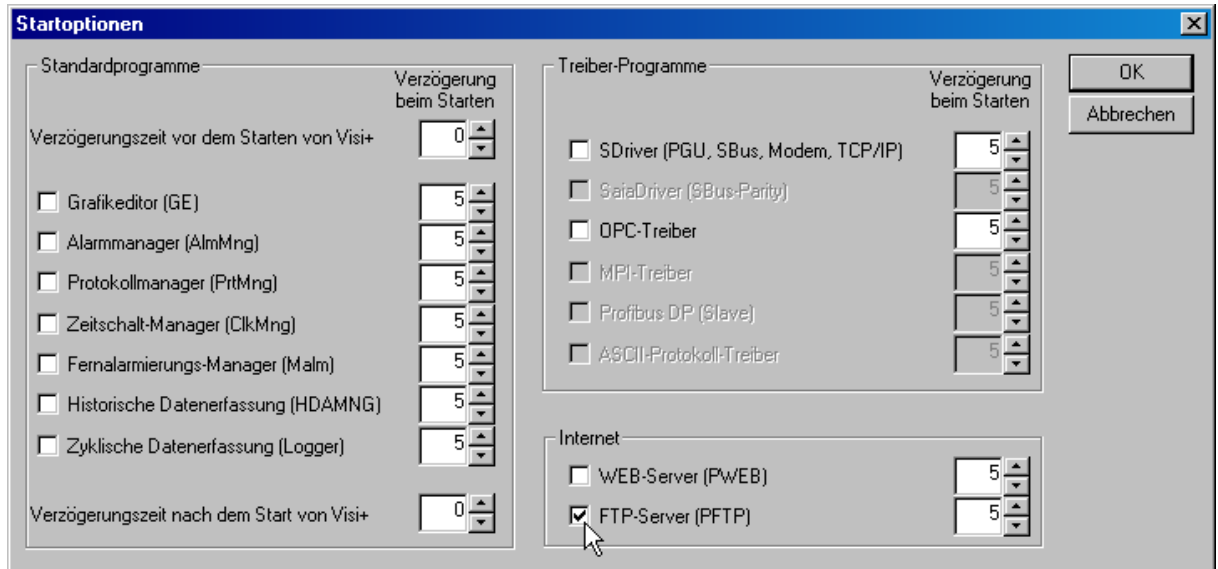 Startoptionen
Standardprogramme
Verzögerung
beim Starten
Verzögerungszeit vor dem Starten von Visi+ 0
Grafikeditor (GE) 5
Alarmmanager (AlmMng) 5
Protokollmanager (PrtMng) 5
Zeitschalt-Manager (ClkMng) 5
Fernalarmierungs-Manager (Malm) 5
Historische Datenerfassung (HDAMNG) 5
Zyklische Datenerfassung (Logger) 5
Verzögerungszeit nach dem Start von Visi+ 0
Treiber-Programme
Verzögerung
beim Starten
SDriver (PGU, SBus, Modem, TCP/IP) 5
SaiaDriver (SBus-Parity) 5
OPC-Treiber 5
MPI-Treiber 5
Profibus DP (Slave) 5
ASCII-Protokoll-Treiber 5
Internet
WEB-Server (PWEB) 5
FTP-Server (PFTP) 5
OK
Abbrechen